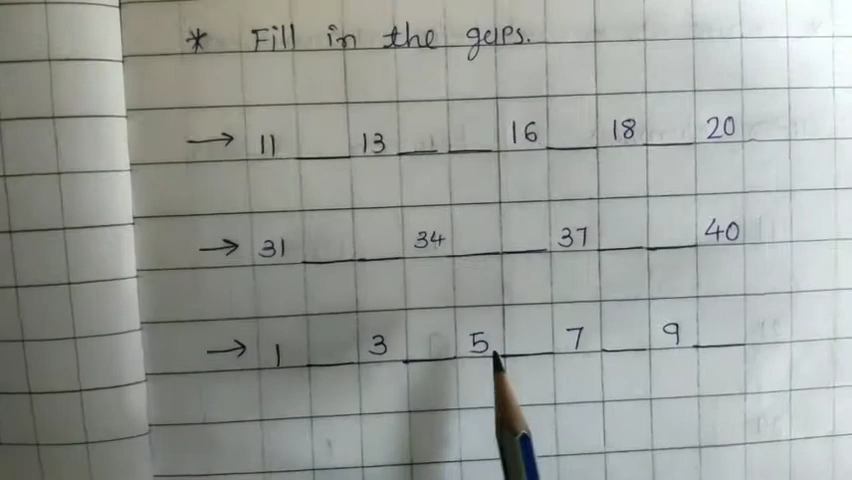 * Fill in the gaps.
→ 11 __ 13 __ __ 16 __ 18 __ 20
→ 31 __ __ 34 __ __ 37 __ __ 40
→ 1 __ 3 __ 5 __ 7 __ 9 __